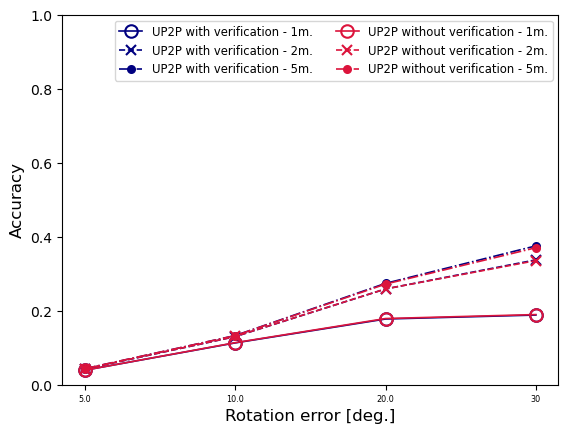 UP2P with verification - 1m.
UP2P with verification - 2m.
UP2P with verification - 5m.
UP2P without verification - 1m.
UP2P without verification - 2m.
UP2P without verification - 5m.
1.0
0.8
0.6
0.4
0.2
0.0
Accuracy
5.0 10.0 20.0 30
Rotation error [deg.]